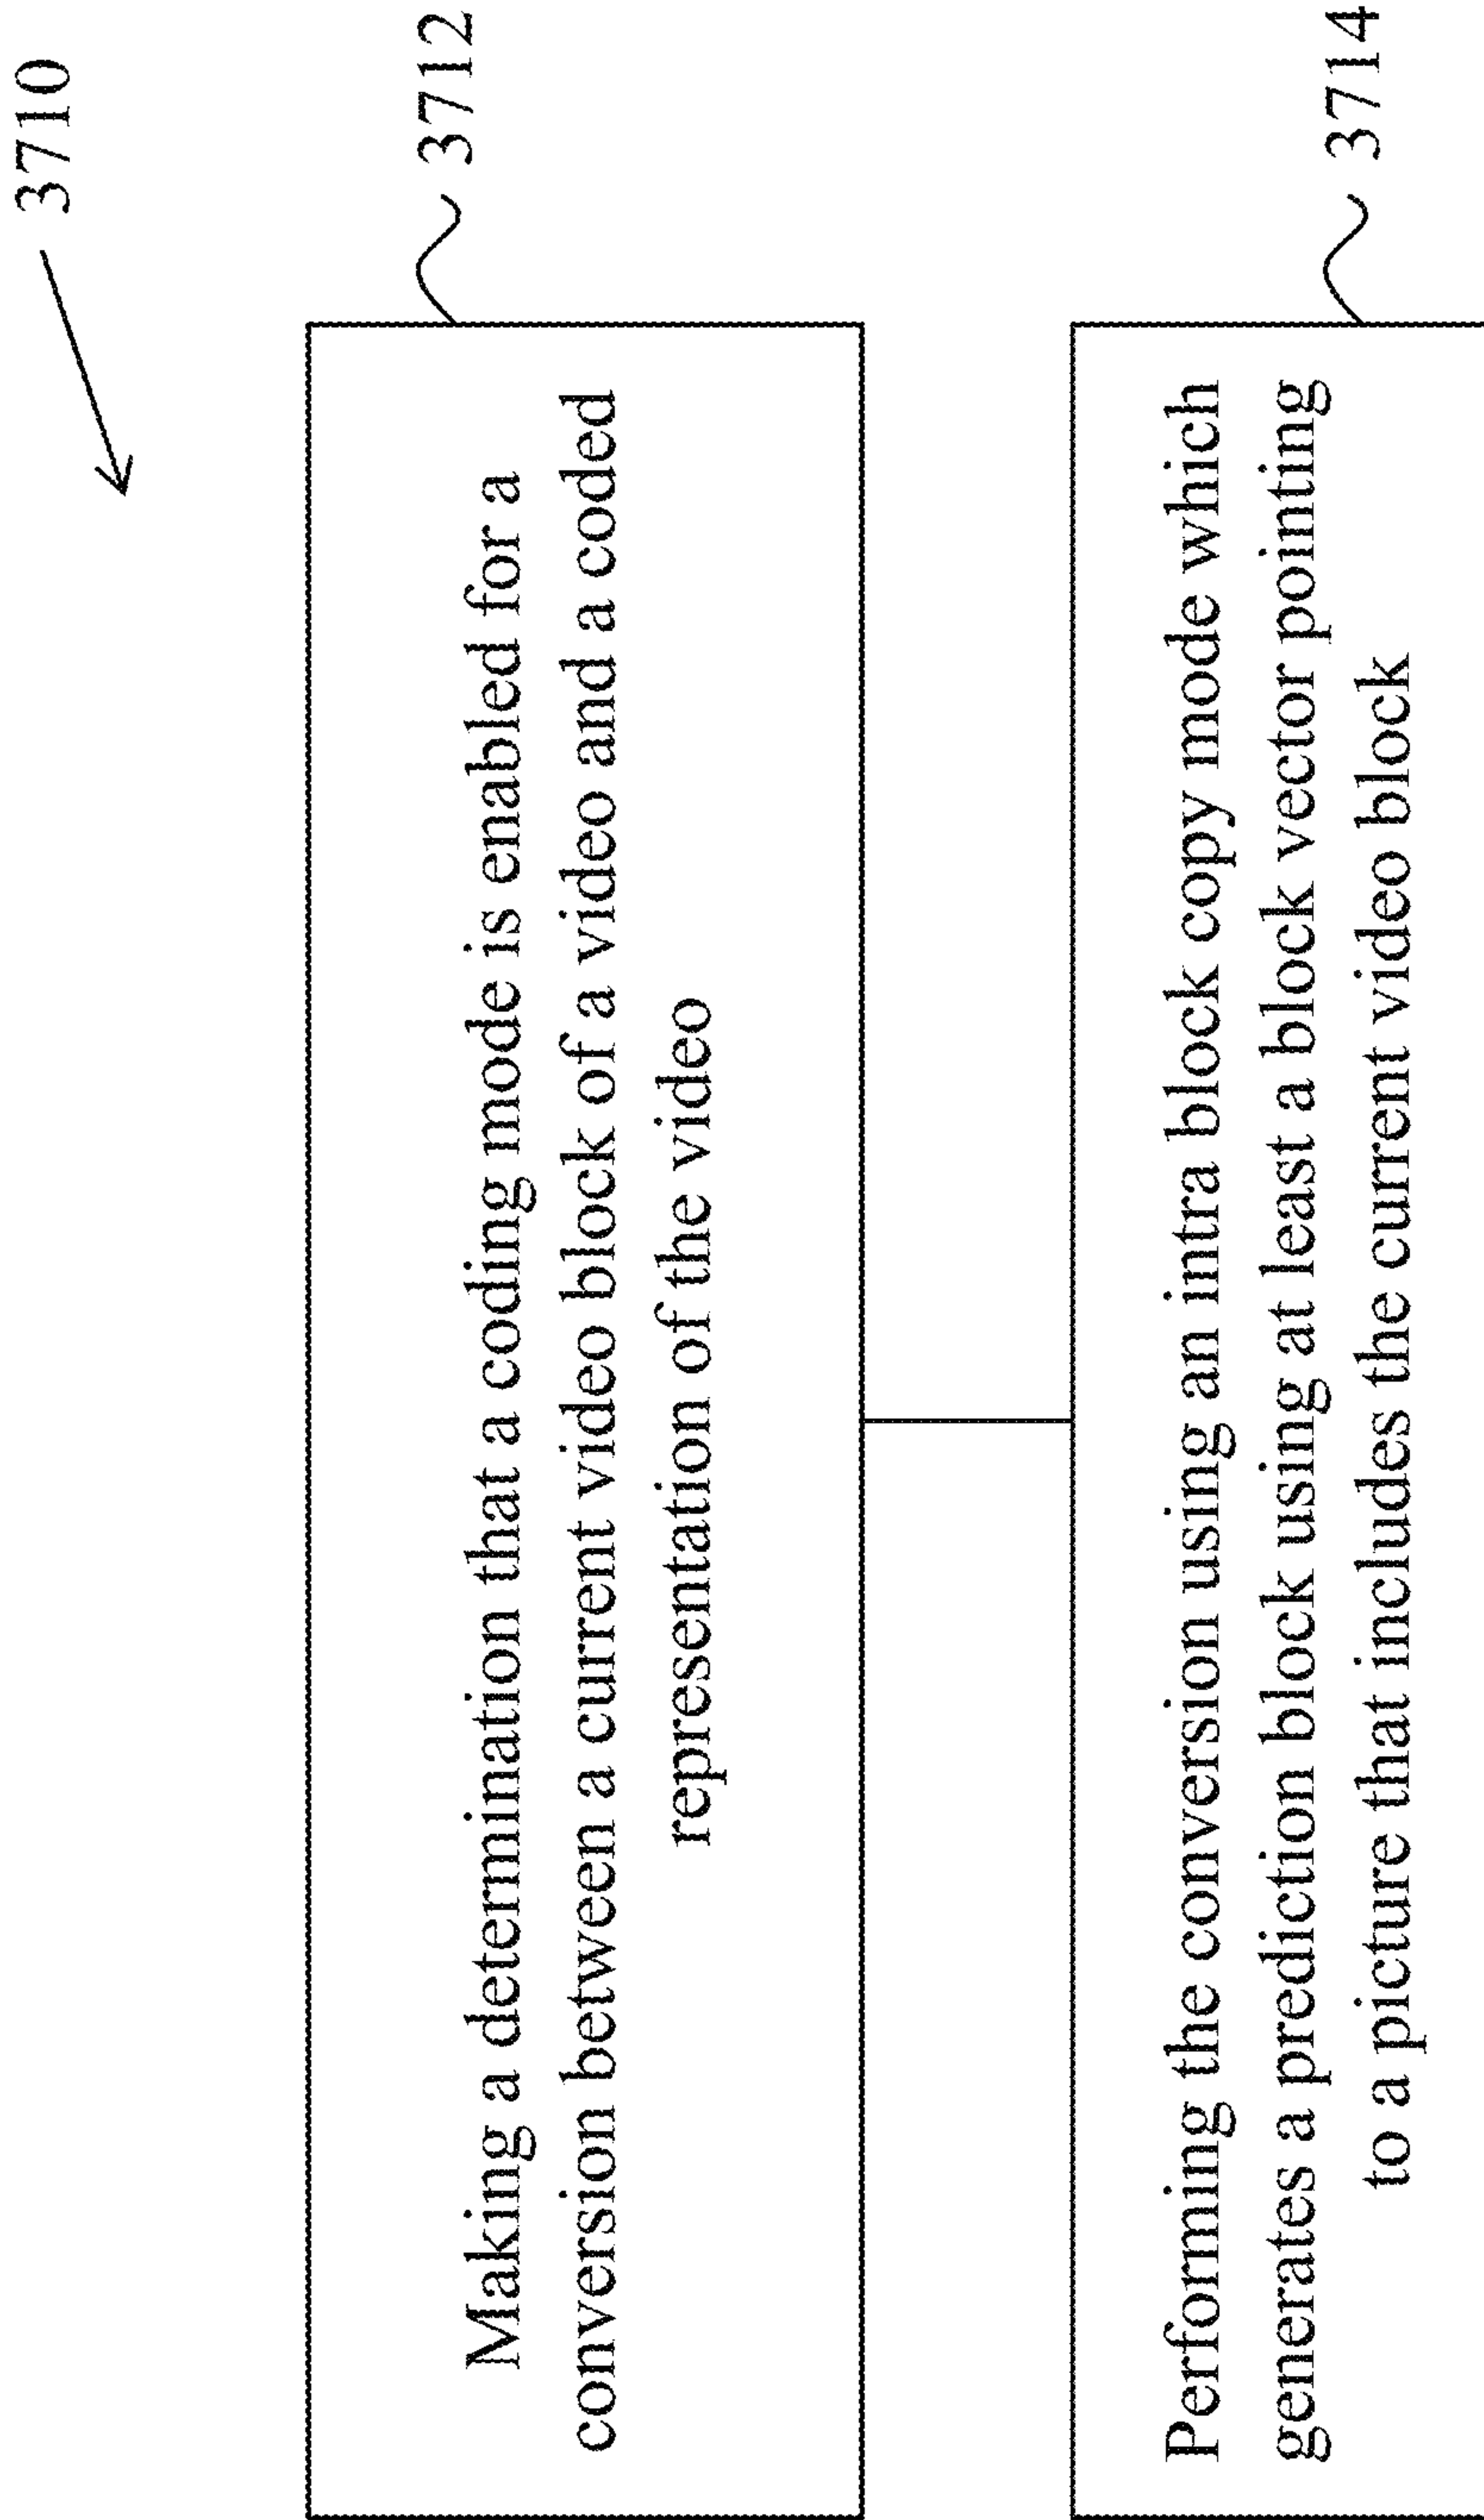 3710
3712
Making a determination that a coding mode is enabled for a
conversion between a current video block of a video and a coded
representation of the video
3714
Performing the conversion using an intra block copy mode which
generates a prediction block using at least a block vector pointing
to a picture that includes the current video block